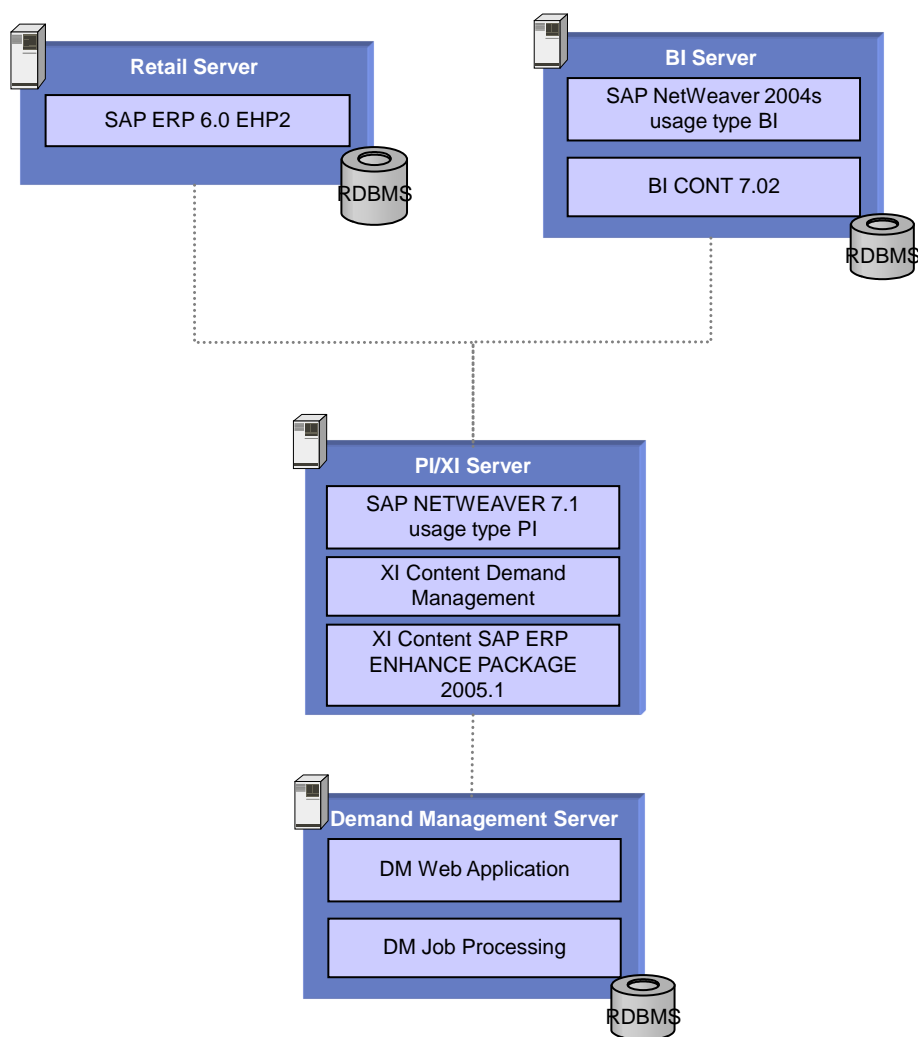 Retail Server
SAP ERP 6.0 EHP2
RDBMS
BI Server
SAP NetWeaver 2004s
usage type BI
BI CONT 7.02
RDBMS
PI/XI Server
SAP NETWEAVER 7.1
usage type PI
XI Content Demand
Management
XI Content SAP ERP
ENHANCE PACKAGE
2005.1
Demand Management Server
DM Web Application
DM Job Processing
RDBMS